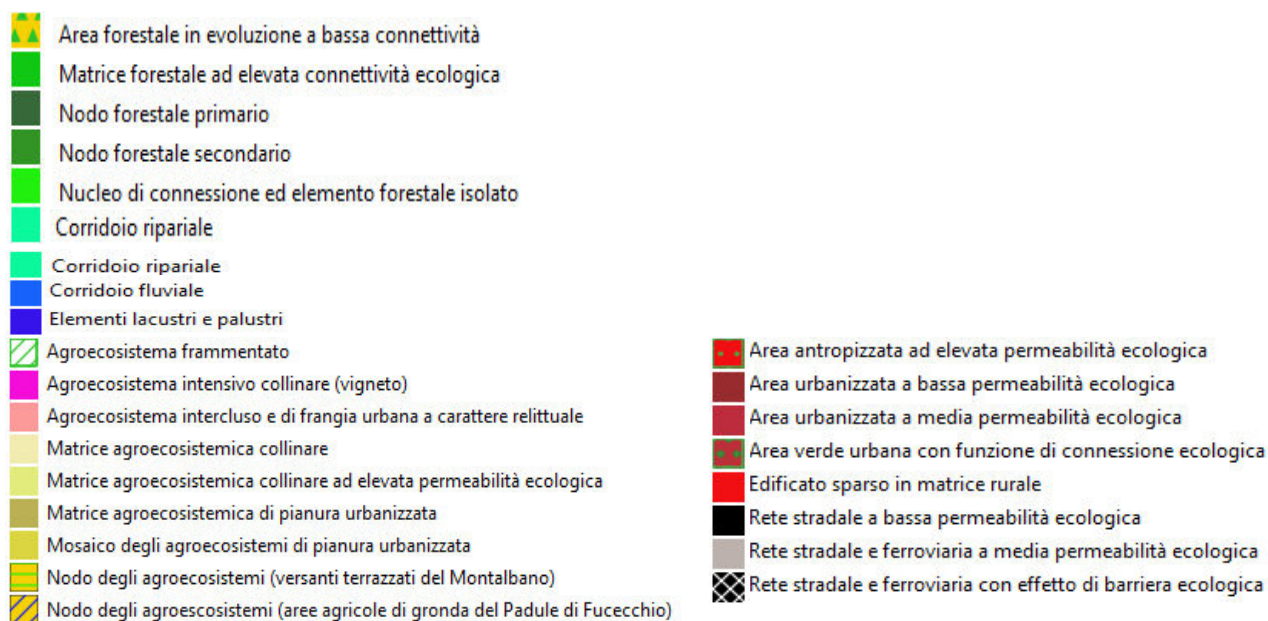 Area forestale in evoluzione a bassa connettività
Matrice forestale ad elevata connettività ecologica
Nodo forestale primario
Nodo forestale secondario
Nucleo di connessione ed elemento forestale isolato
Corridoio ripariale
Corridoio ripariale
Corridoio fluviale
Elementi lacustri e palustri
Agroecosistema frammentato
Agroecosistema intensivo collinare (vigneto)
Agroecosistema intercluso e di frangia urbana a carattere relittuale
Matrice agroecosistemica collinare
Matrice agroecosistemica collinare ad elevata permeabilità ecologica
Matrice agroecosistemica di pianura urbanizzata
Mosaico degli agroecosistemi di pianura urbanizzata
Nodo degli agroecosistemi (versanti terrazzati del Montalbano)
Nodo degli agroescosistemi (aree agricole di gronda del Padule di Fucecchio)
Area antropizzata ad elevata permeabilità ecologica
Area urbanizzata a bassa permeabilità ecologica
Area urbanizzata a media permeabilità ecologica
Area verde urbana con funzione di connessione ecologica
Edificato sparso in matrice rurale
Rete stradale a bassa permeabilità ecologica
Rete stradale e ferroviaria a media permeabilità ecologica
Rete stradale e ferroviaria con effetto di barriera ecologica